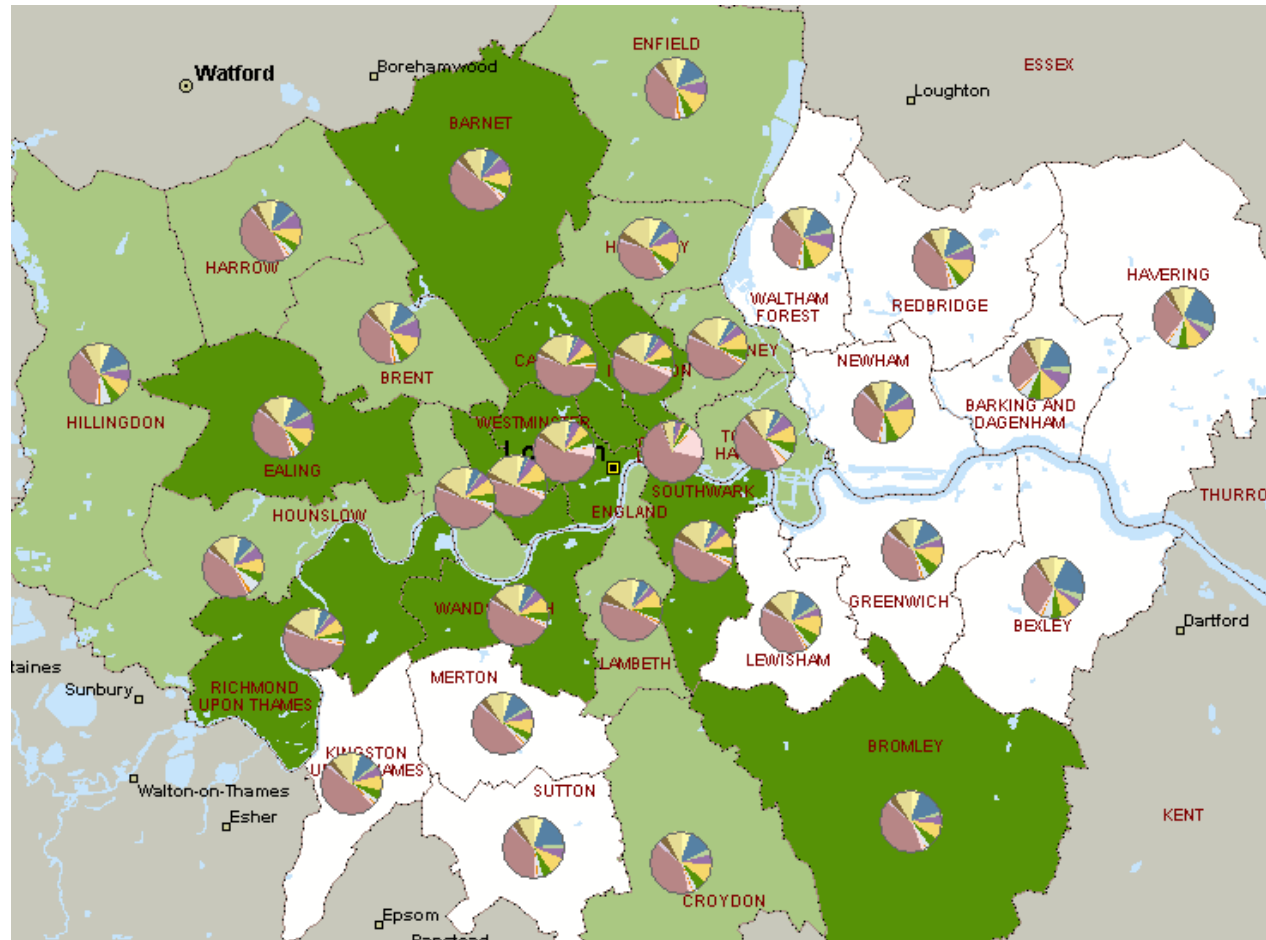 ENFIELD
ESSEX
Borehamwood
Watford
Loughton
BARNET
HARROW
HAVERING
WALTHAM
FOREST
REDBRIDGE
NEWHAM
BRENT
BARKING AND
DAGENHAM
HILLINGDON
WESTMINSTER
EALING
SOUTHWARK
THURRO
HOUNSLOW
ENGLAND
GREENWICH
BEXLEY
Dartford
LEWISHAM
LAMBETH
taines
Sunbury
MERTON
RICHMOND
UPON THAMES
KINGSTON
BROMLEY
Walton-on-Thames
SUTTON
Esher
KENT
CROYDON
Epsom